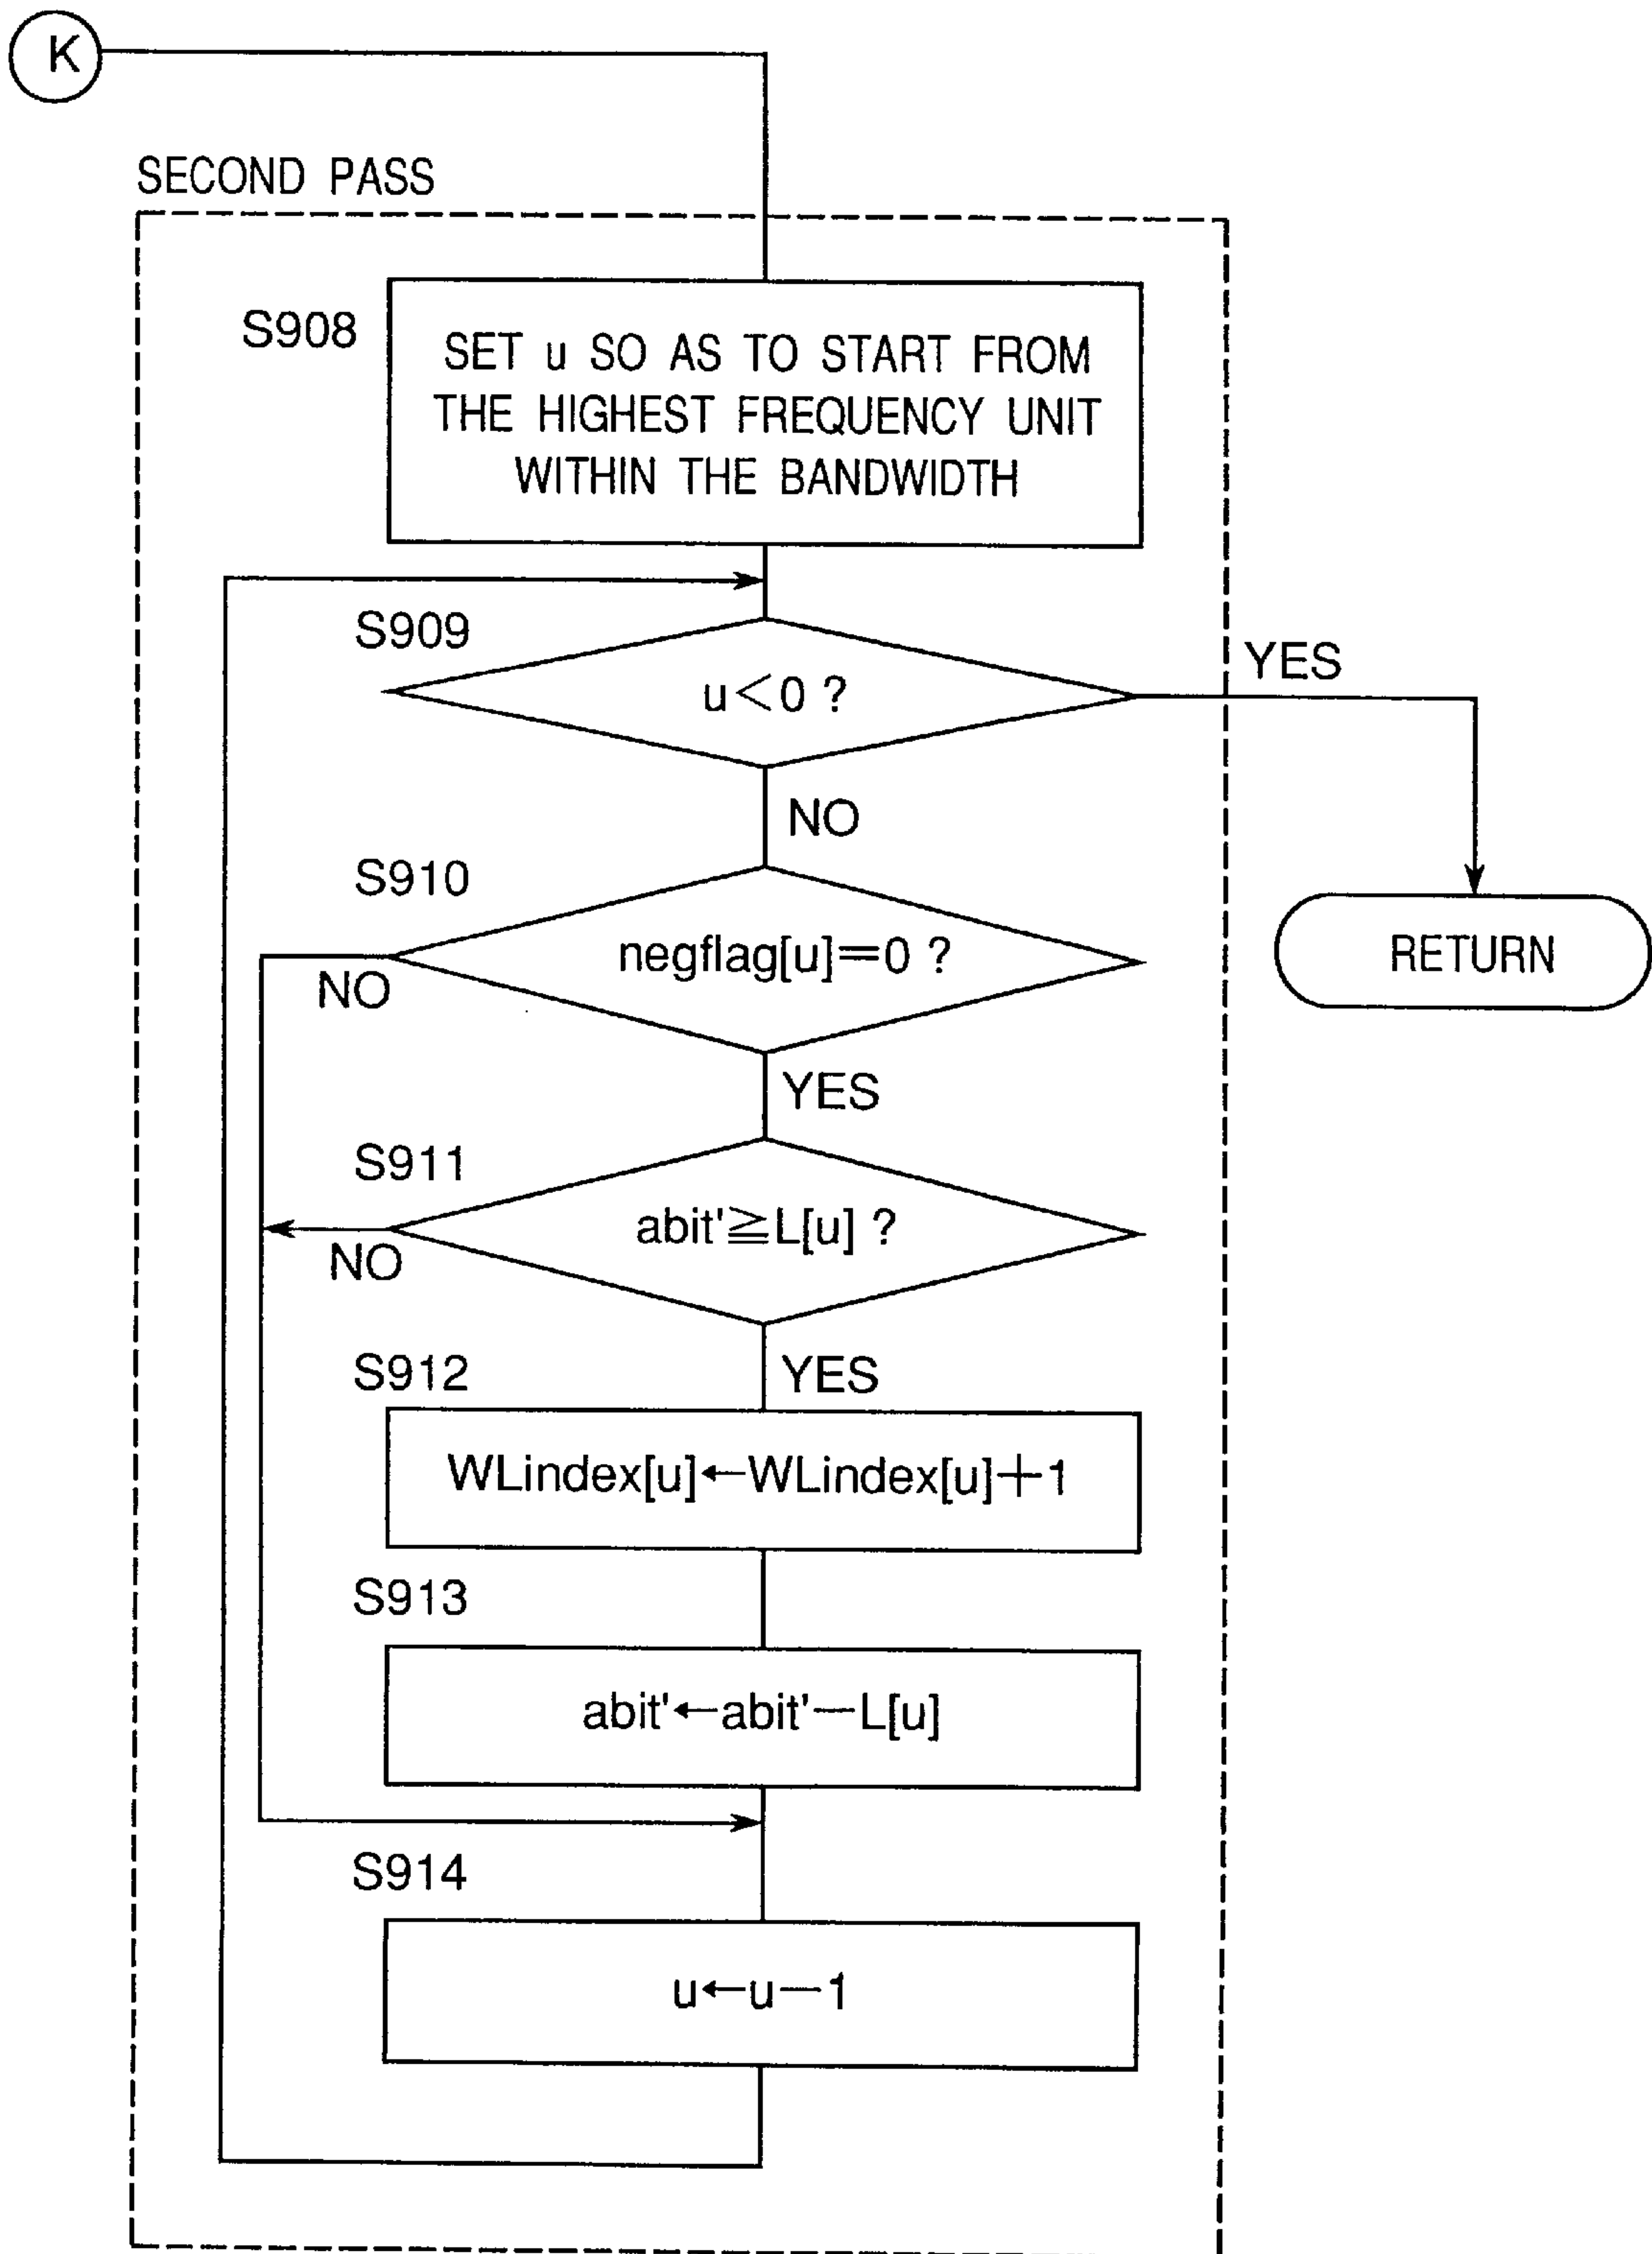 K
SECOND PASS
S908
SET u SO AS TO START FROM
THE HIGHEST FREQUENCY UNIT
WITHIN THE BANDWIDTH
S909
u<0 ?
YES
NO
S910
negflag[u]=0 ?
NO
RETURN
YES
S911
abit'≧L[u] ?
NO
YES
S912
WLindex[u]←WLindex[u]+1
S913
abit'←abit'—L[u]
S914
u←u—1